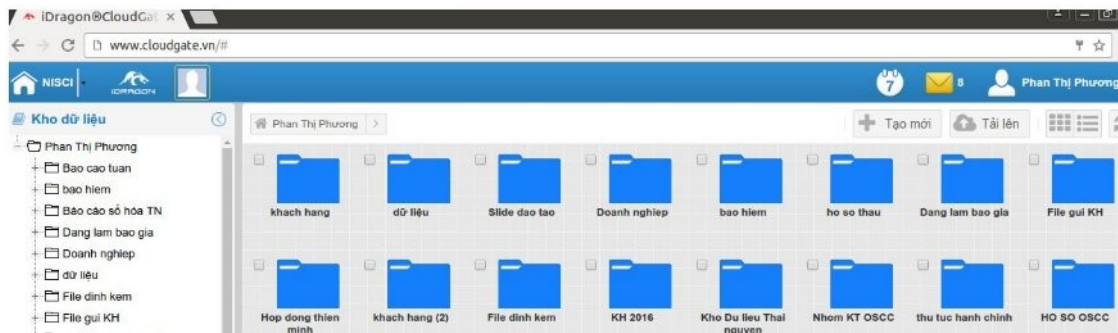 iDragon®CloudGat
www.cloudgate.vn/#
NISCI
IDRAGON
7
8
Phan Thị Phương
Kho dữ liệu
Phan Thị Phương
Tạo mới
Tải lên
Phan Thị Phương
Bao cao tuan
bao hiem
Báo cáo số hóa TN
Dang lam bao gia
Doanh nghiep
dữ liệu
File dinh kem
File gui KH
khach hang
dữ liệu
Slide dao tao
Doanh nghiep
bao hiem
ho so thau
Dang lam bao gia
File gui KH
Hop dong thien
minh
khach hang (2)
File dinh kem
KH 2016
Kho Du lieu Thai
nguyen
Nhom KT OSCC
thu tuc hanh chinh
HO SO OSCC